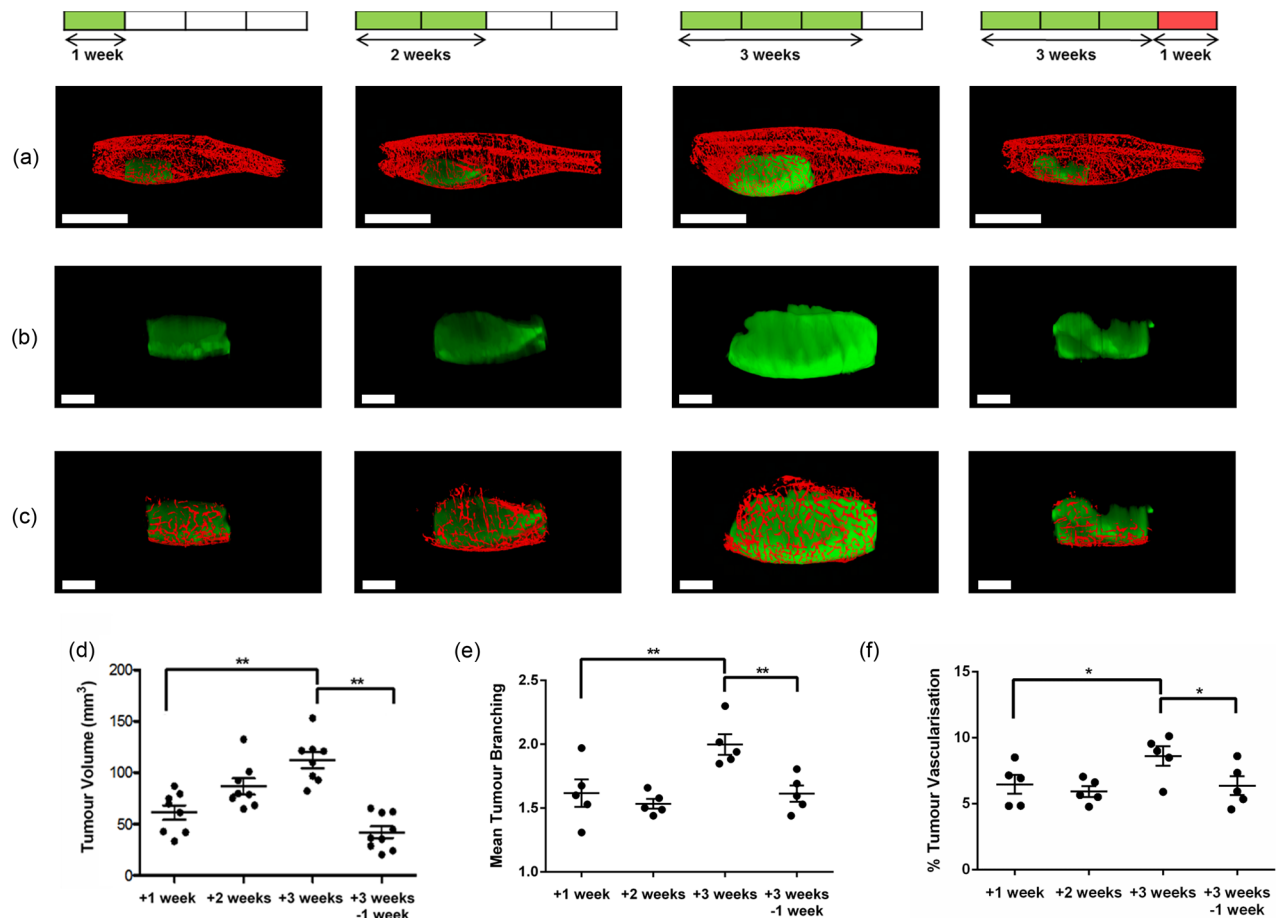 1 week
2 weeks
3 weeks
3 weeks
1 week
(a)
(b)
(c)
(d)
**
**
200
150
100
50
0
Tumour Volume (mm³)
+1 week
+2 weeks
+3 weeks
+3 weeks
-1 week
(e)
**
**
2.5
2.0
1.5
1.0
Mean Tumour Branching
+1 week
+2 weeks
+3 weeks
+3 weeks
-1 week
(f)
*
*
15
10
5
0
% Tumour Vascularisation
+1 week
+2 weeks
+3 weeks
+3 weeks
-1 week